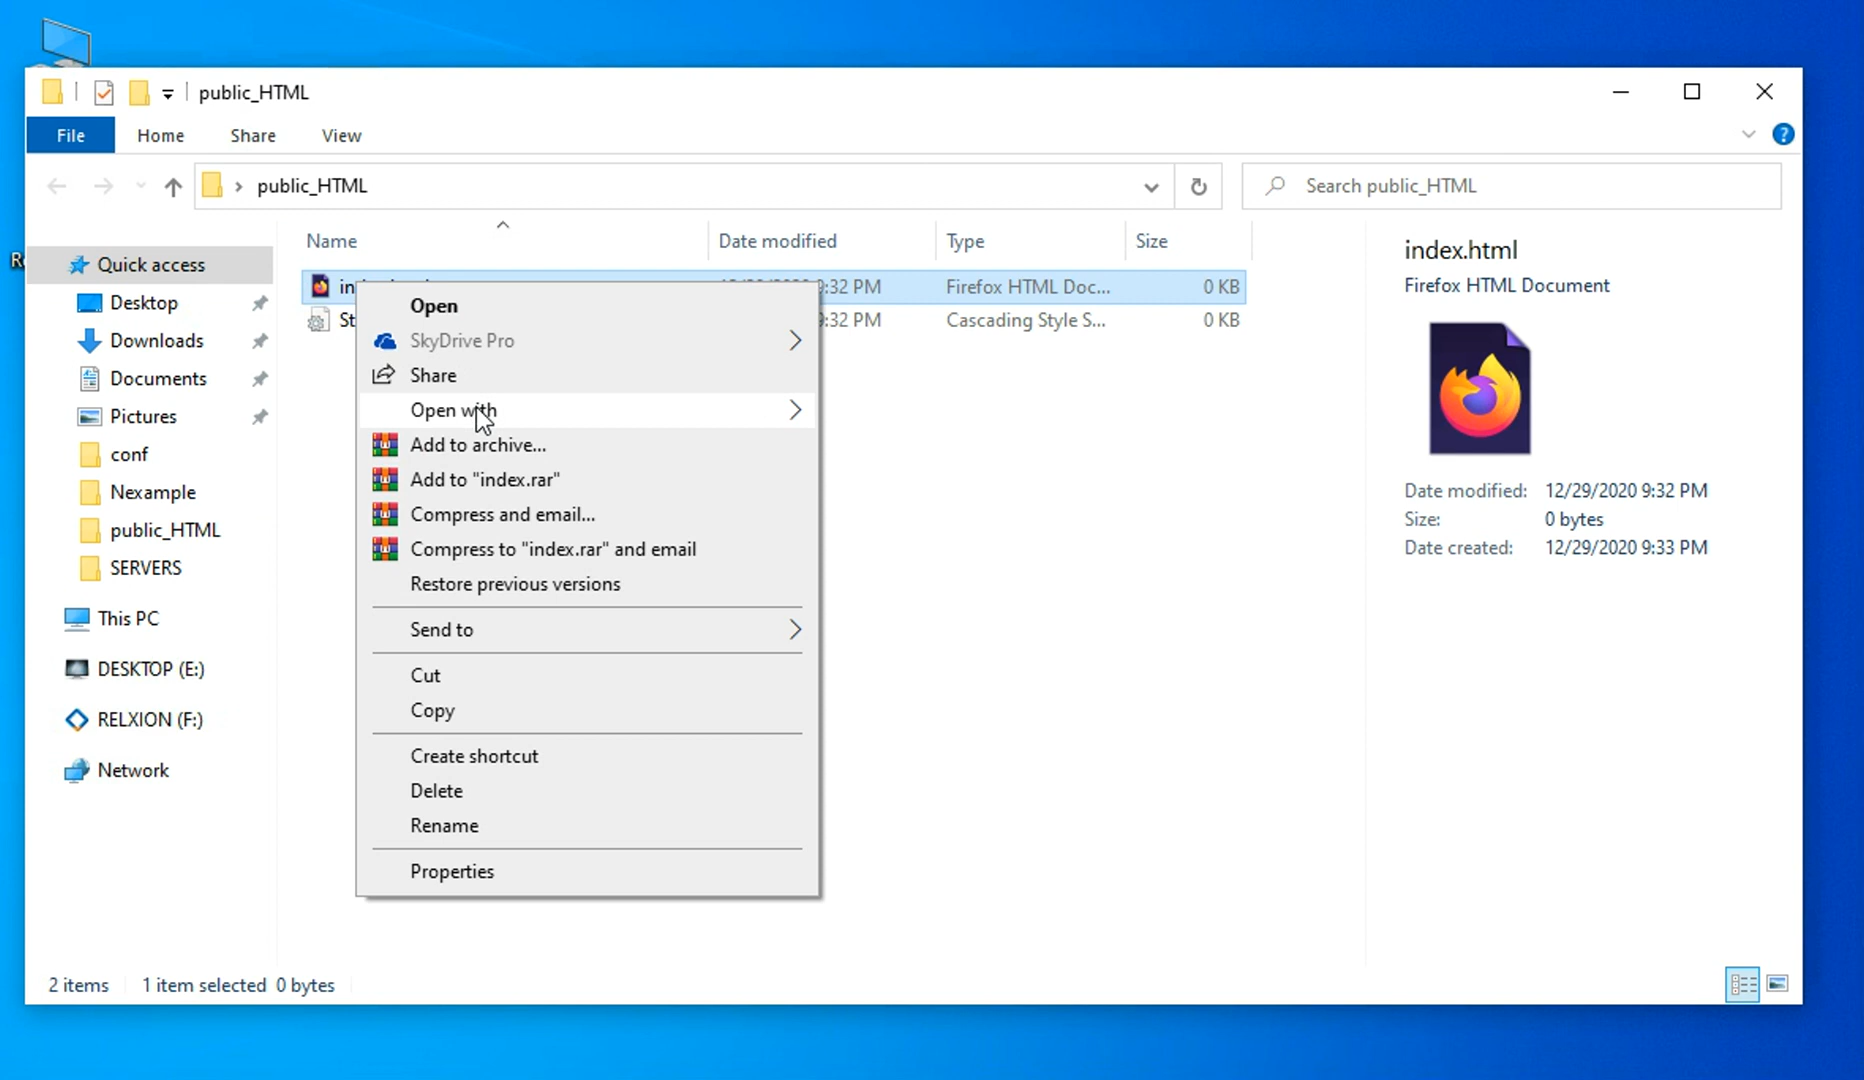 public_HTML
File Home Share View
public_HTML
Search public_HTML
Name Date modified Type Size
Quick access
Desktop
Downloads
Documents
Pictures
conf
Nexample
public_HTML
SERVERS
This PC
DESKTOP (E:)
RELXION (F:)
Network
9:32 PM Firefox HTML Doc... 0 KB
St 9:32 PM Cascading Style S... 0 KB
Open
SkyDrive Pro
Share
Open with
Add to archive...
Add to "index.rar"
Compress and email...
Compress to "index.rar" and email
Restore previous versions
Send to
Cut
Copy
Create shortcut
Delete
Rename
Properties
index.html
Firefox HTML Document
Date modified: 12/29/2020 9:32 PM
Size: 0 bytes
Date created: 12/29/2020 9:33 PM
2 items 1 item selected 0 bytes